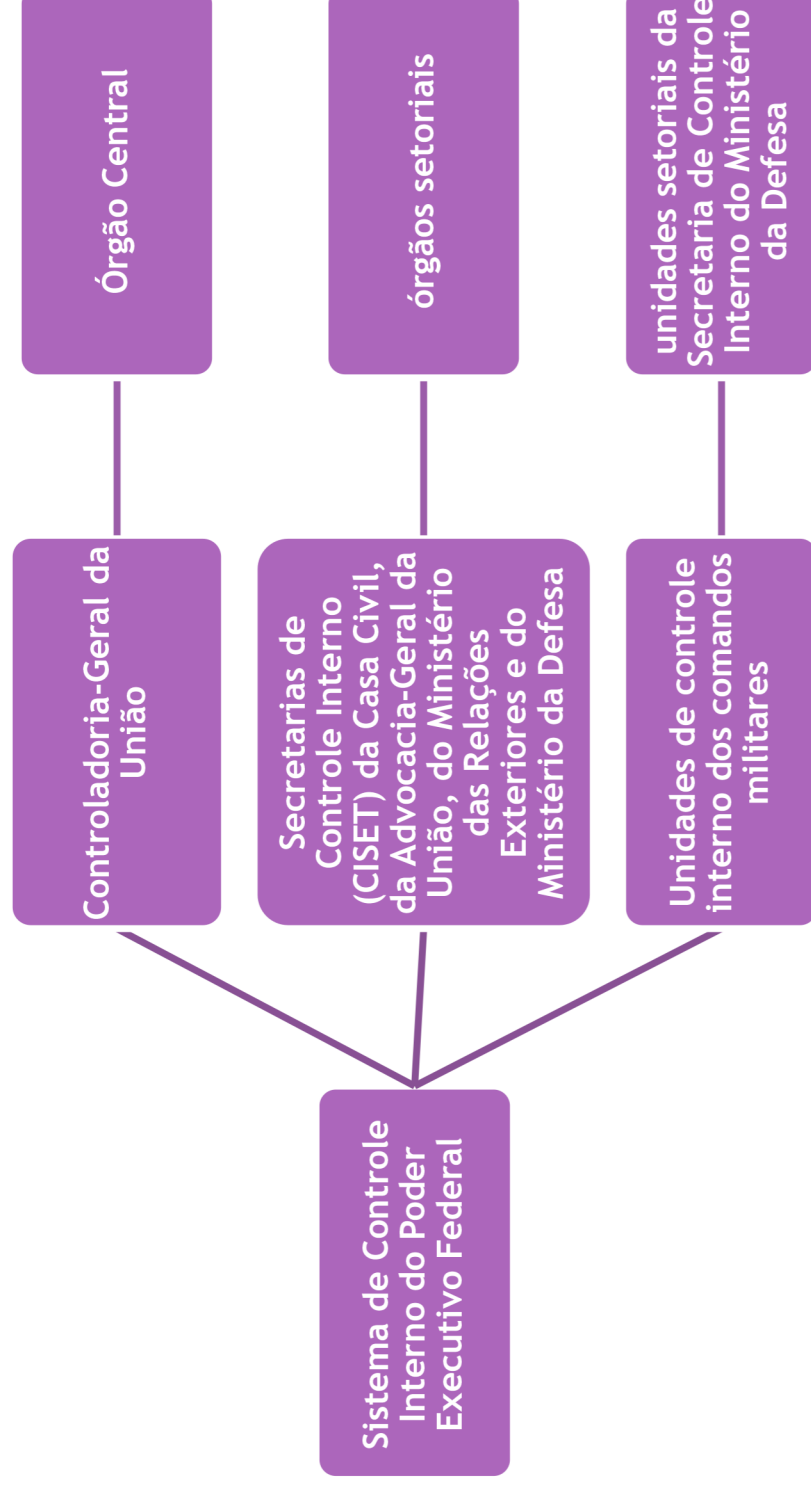 Sistema de Controle
Interno do Poder
Executivo Federal
Controladoria-Geral da
União
Órgão Central
Secretarias de
Controle Interno
(CISET) da Casa Civil,
da Advocacia-Geral da
União, do Ministério
das Relações
Exteriores e do
Ministério da Defesa
órgãos setoriais
Unidades de controle
interno dos comandos
militares
unidades setoriais da
Secretaria de Controle
Interno do Ministério
da Defesa